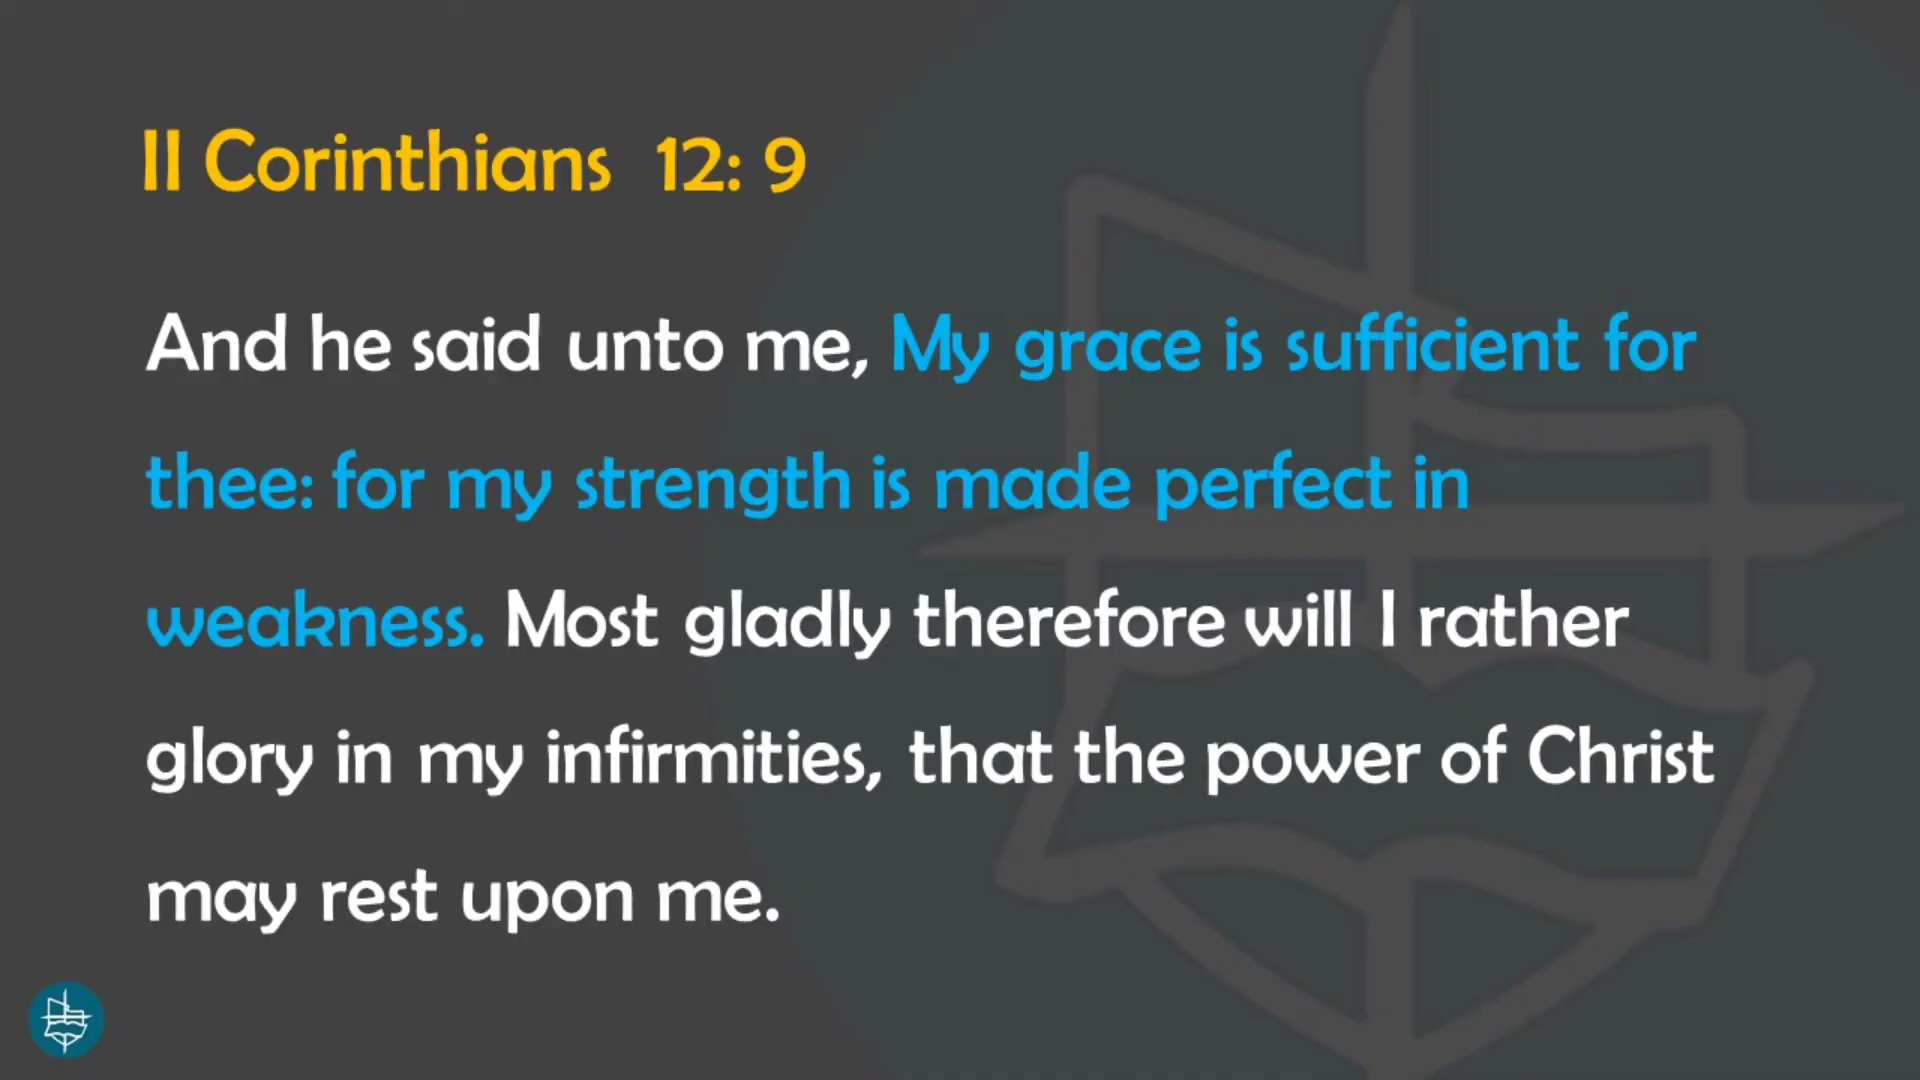 II Corinthians 12: 9
And he said unto me, My grace is sufficient for
thee: for my strength is made perfect in
weakness. Most gladly therefore will I rather
glory in my infirmities, that the power of Christ
may rest upon me.